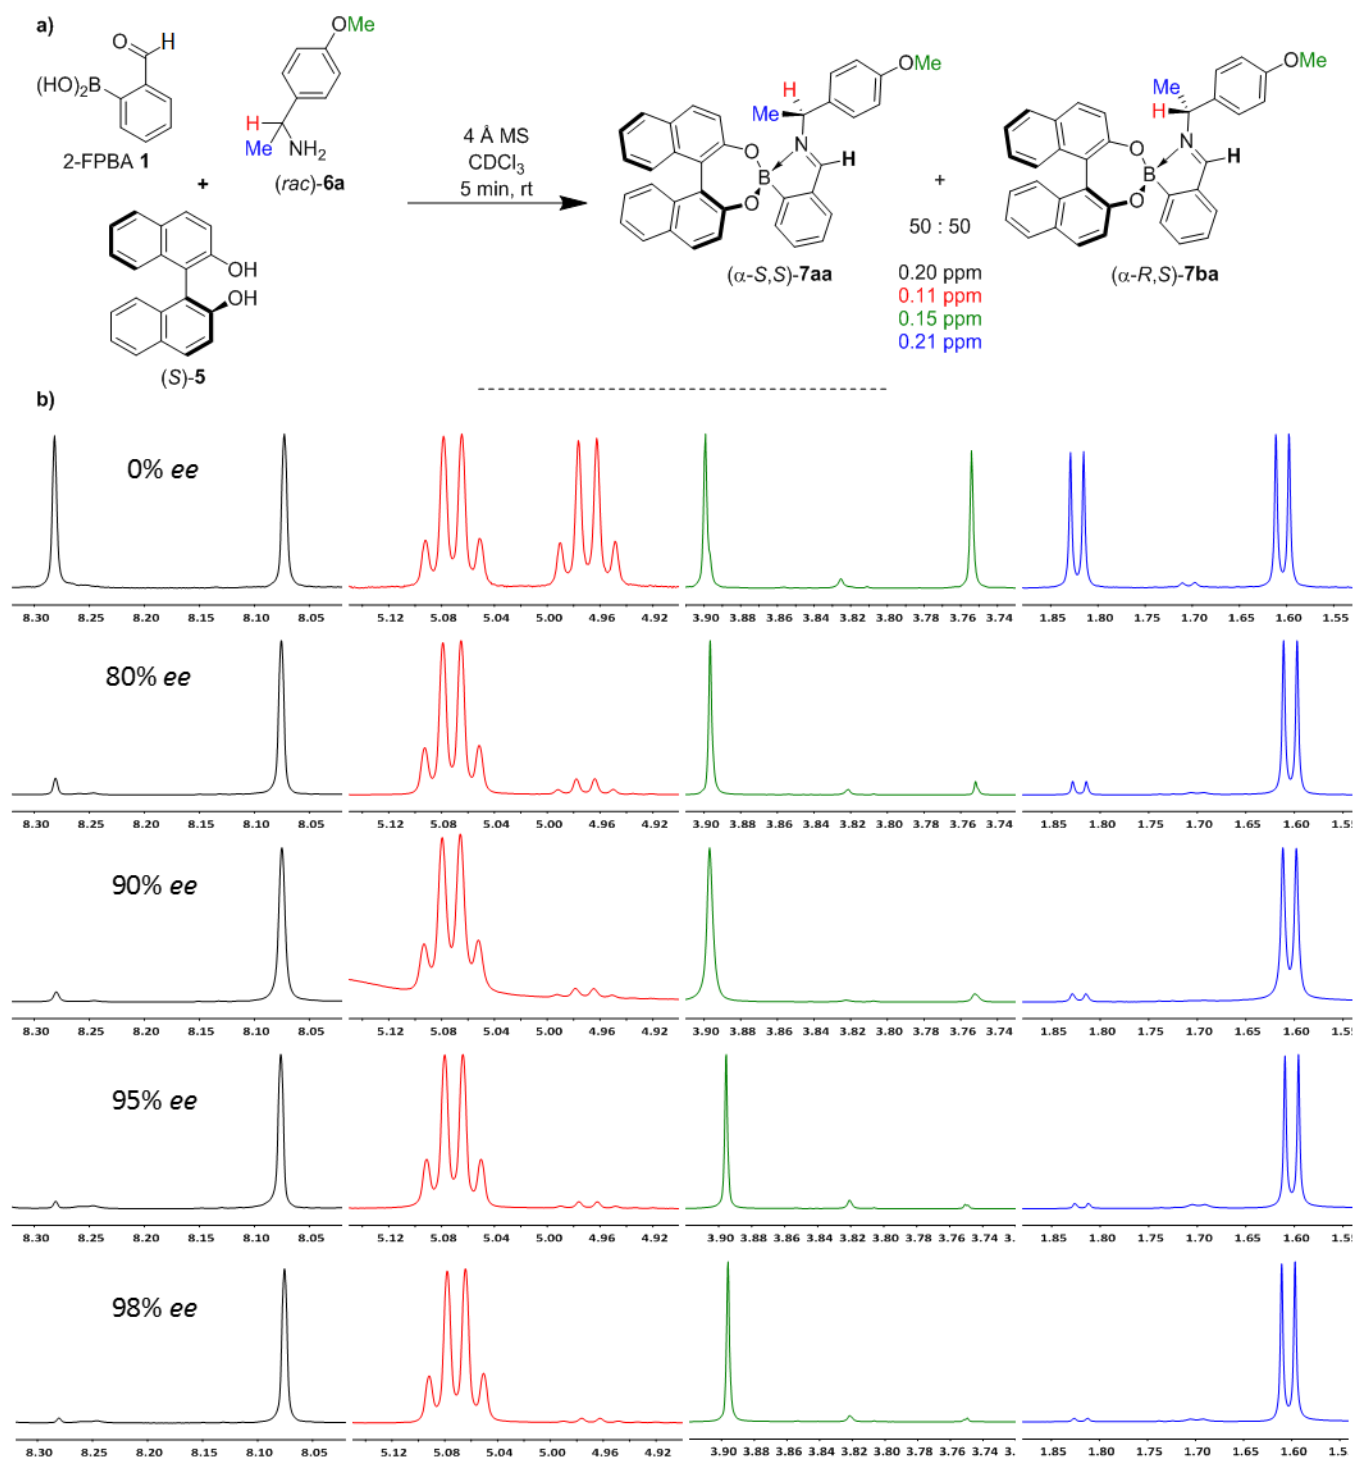 a)
O
H
(HO)₂B
2-FPBA 1
+
OMe
H
Me
NH₂
(rac)-6a
OH
OH
(S)-5
4 Å MS
CDCl₃
5 min, rt
OMe
H
Me
N
O
B
O
H
(α-S,S)-7aa
+
50 : 50
0.20 ppm
0.11 ppm
0.15 ppm
0.21 ppm
OMe
Me
H
N
O
B
O
H
(α-R,S)-7ba
b)
0% ee
8.30 8.25 8.20 8.15 8.10 8.05 5.12 5.08 5.04 5.00 4.96 4.92 3.90 3.88 3.86 3.84 3.82 3.80 3.78 3.76 3.74 1.85 1.80 1.75 1.70 1.65 1.60 1.55
80% ee
8.30 8.25 8.20 8.15 8.10 8.05 5.12 5.08 5.04 5.00 4.96 4.92 3.90 3.88 3.86 3.84 3.82 3.80 3.78 3.76 3.74 1.85 1.80 1.75 1.70 1.65 1.60 1.55
90% ee
8.30 8.25 8.20 8.15 8.10 8.05 5.12 5.08 5.04 5.00 4.96 4.92 3.90 3.88 3.86 3.84 3.82 3.80 3.78 3.76 3.74 1.85 1.80 1.75 1.70 1.65 1.60 1.55
95% ee
8.30 8.25 8.20 8.15 8.10 8.05 5.12 5.08 5.04 5.00 4.96 4.92 3.90 3.88 3.86 3.84 3.82 3.80 3.78 3.76 3.74 3. 1.85 1.80 1.75 1.70 1.65 1.60 1.55
98% ee
8.30 8.25 8.20 8.15 8.10 8.05 5.12 5.08 5.04 5.00 4.96 4.92 3.90 3.88 3.86 3.84 3.82 3.80 3.78 3.76 3.74 3. 1.85 1.80 1.75 1.70 1.65 1.60 1.5